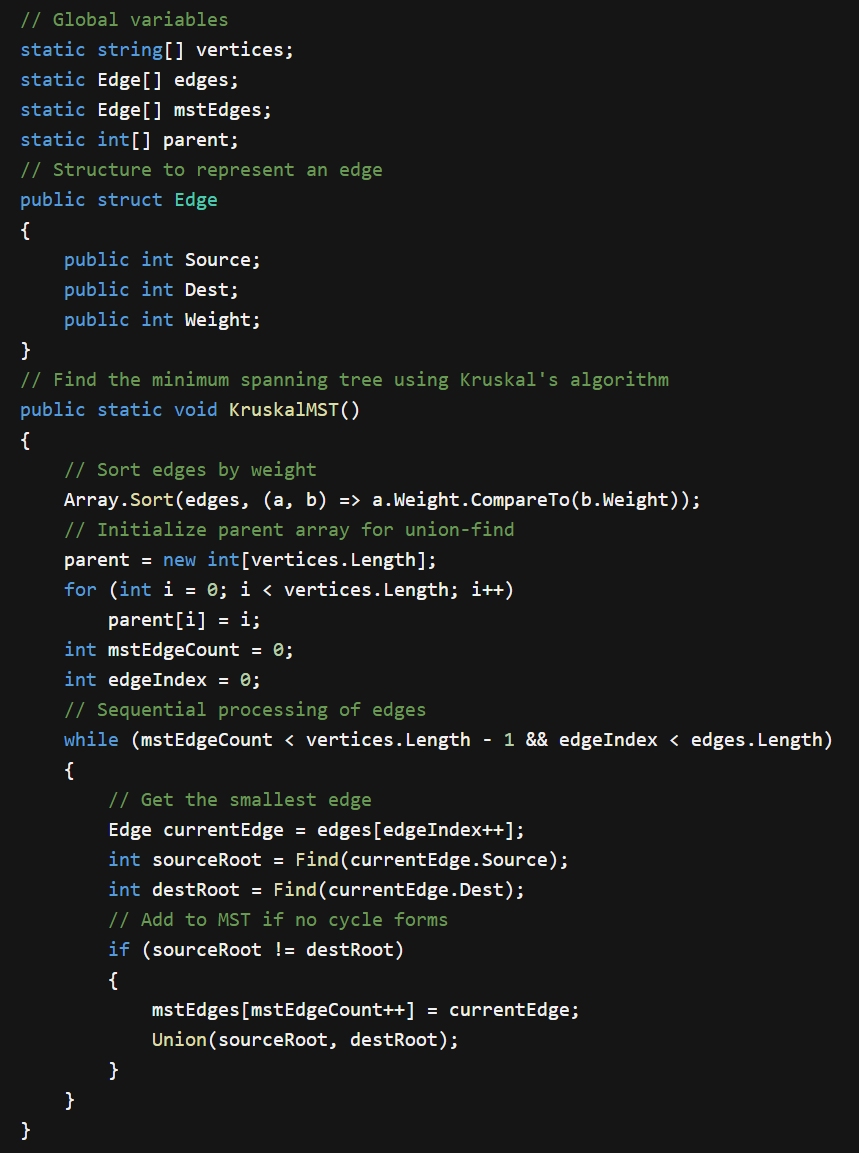 // Global variables
static string[] vertices;
static Edge[] edges;
static Edge[] mstEdges;
static int[] parent;
// Structure to represent an edge
public struct Edge
{
    public int Source;
    public int Dest;
    public int Weight;
}
// Find the minimum spanning tree using Kruskal's algorithm
public static void KruskalMST()
{
    // Sort edges by weight
    Array.Sort(edges, (a, b) => a.Weight.CompareTo(b.Weight));
    // Initialize parent array for union-find
    parent = new int[vertices.Length];
    for (int i = 0; i < vertices.Length; i++)
        parent[i] = i;
    int mstEdgeCount = 0;
    int edgeIndex = 0;
    // Sequential processing of edges
    while (mstEdgeCount < vertices.Length - 1 && edgeIndex < edges.Length)
    {
        // Get the smallest edge
        Edge currentEdge = edges[edgeIndex++];
        int sourceRoot = Find(currentEdge.Source);
        int destRoot = Find(currentEdge.Dest);
        // Add to MST if no cycle forms
        if (sourceRoot != destRoot)
        {
            mstEdges[mstEdgeCount++] = currentEdge;
            Union(sourceRoot, destRoot);
        }
    }
}